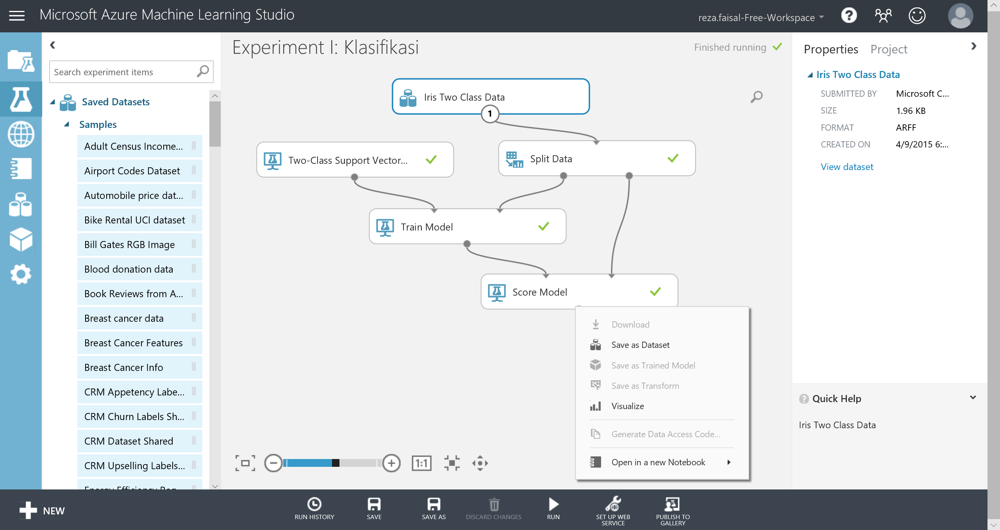 Microsoft Azure Machine Learning Studio
reza.faisal-Free-Workspace
?
Search experiment items
Saved Datasets
Samples
Adult Census Income...
Airport Codes Dataset
Automobile price dat...
Bike Rental UCI dataset
Bill Gates RGB Image
Blood donation data
Book Reviews from A...
Breast cancer data
Breast Cancer Features
Breast Cancer Info
CRM Appetency Labe...
CRM Churn Labels Sh...
CRM Dataset Shared
CRM Upselling Labels...
Experiment I: Klasifikasi
Finished running
Iris Two Class Data
1
Two-Class Support Vector...
Split Data
Train Model
Score Model
Download
Save as Dataset
Save as Trained Model
Save as Transform
Visualize
Generate Data Access Code...
Open in a new Notebook
1:1
Properties Project
Iris Two Class Data
SUBMITTED BY Microsoft C...
SIZE 1.96 KB
FORMAT ARFF
CREATED ON 4/9/2015 6:...
View dataset
? Quick Help
Iris Two Class Data
NEW
RUN HISTORY
SAVE
SAVE AS
DISCARD CHANGES
RUN
SET UP WEB
SERVICE
PUBLISH TO
GALLERY